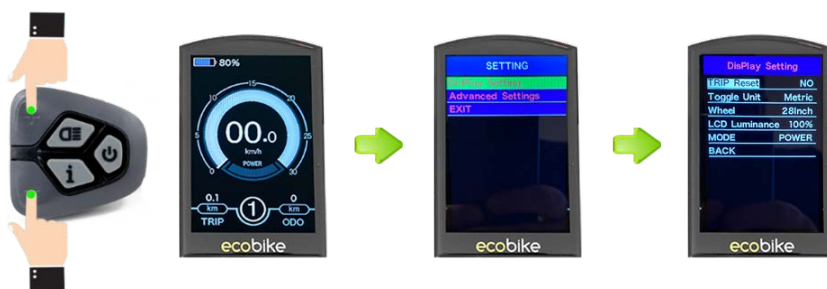 80%
15
10
20
5
25
0
30
00.0
km/h
POWER
0.1
km
TRIP
1
0
km
ODO
ecobike
i
SETTING
Advanced Settings
EXIT
ecobike
DisPlay Setting
TRIP Reset NO
Toggle Unit Metric
Wheel 28Inch
LCD Luminance 100%
MODE POWER
BACK
ecobike